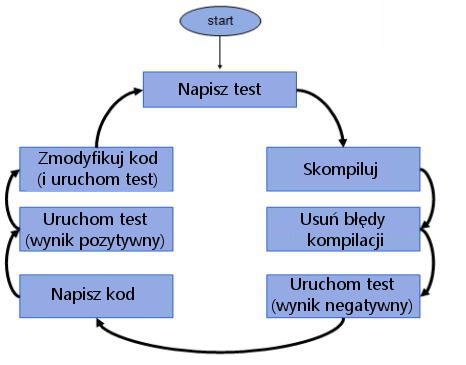 start
Napisz test
Skompiluj
Usuń błędy
kompilacji
Uruchom test
(wynik negatywny)
Napisz kod
Uruchom test
(wynik pozytywny)
Zmodyfikuj kod
(i uruchom test)